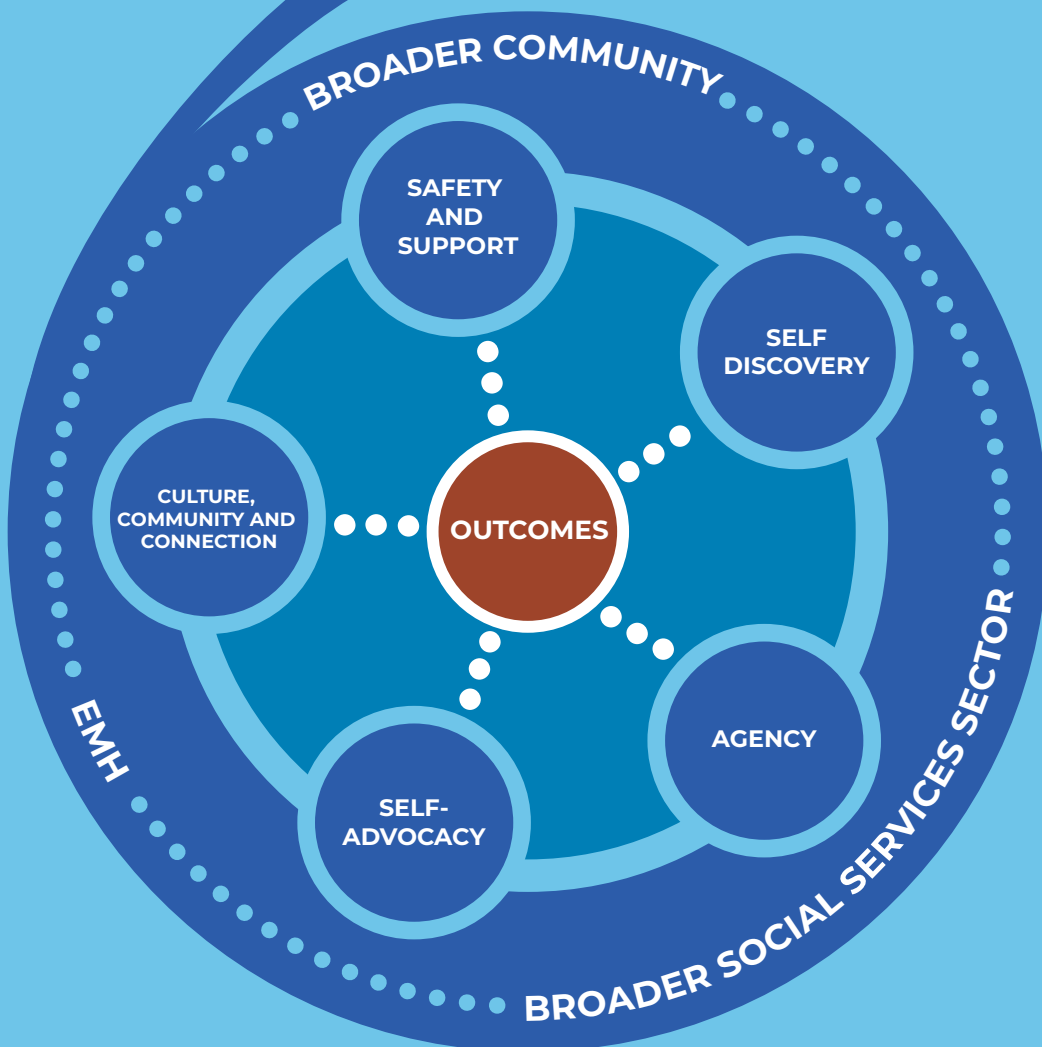 BROADER COMMUNITY
SAFETY
AND
SUPPORT
SELF
DISCOVERY
CULTURE,
COMMUNITY AND
CONNECTION
OUTCOMES
AGENCY
SELF-
ADVOCACY
EMH
BROADER SOCIAL SERVICES SECTOR